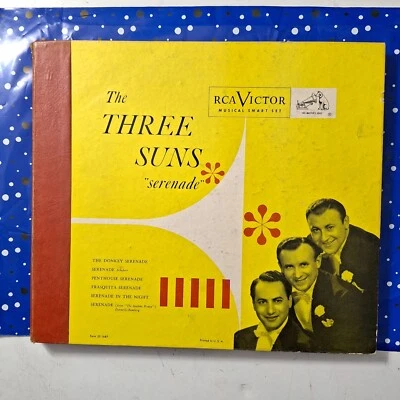 The
THREE
SUNS
"serenade"
RCA VICTOR
MUSICAL SMART SET
THE DONKEY SERENADE
SERENADE
PENTHOUSE SERENADE
FRASQUITA SERENADE
SERENADE IN THE NIGHT
SERENADE